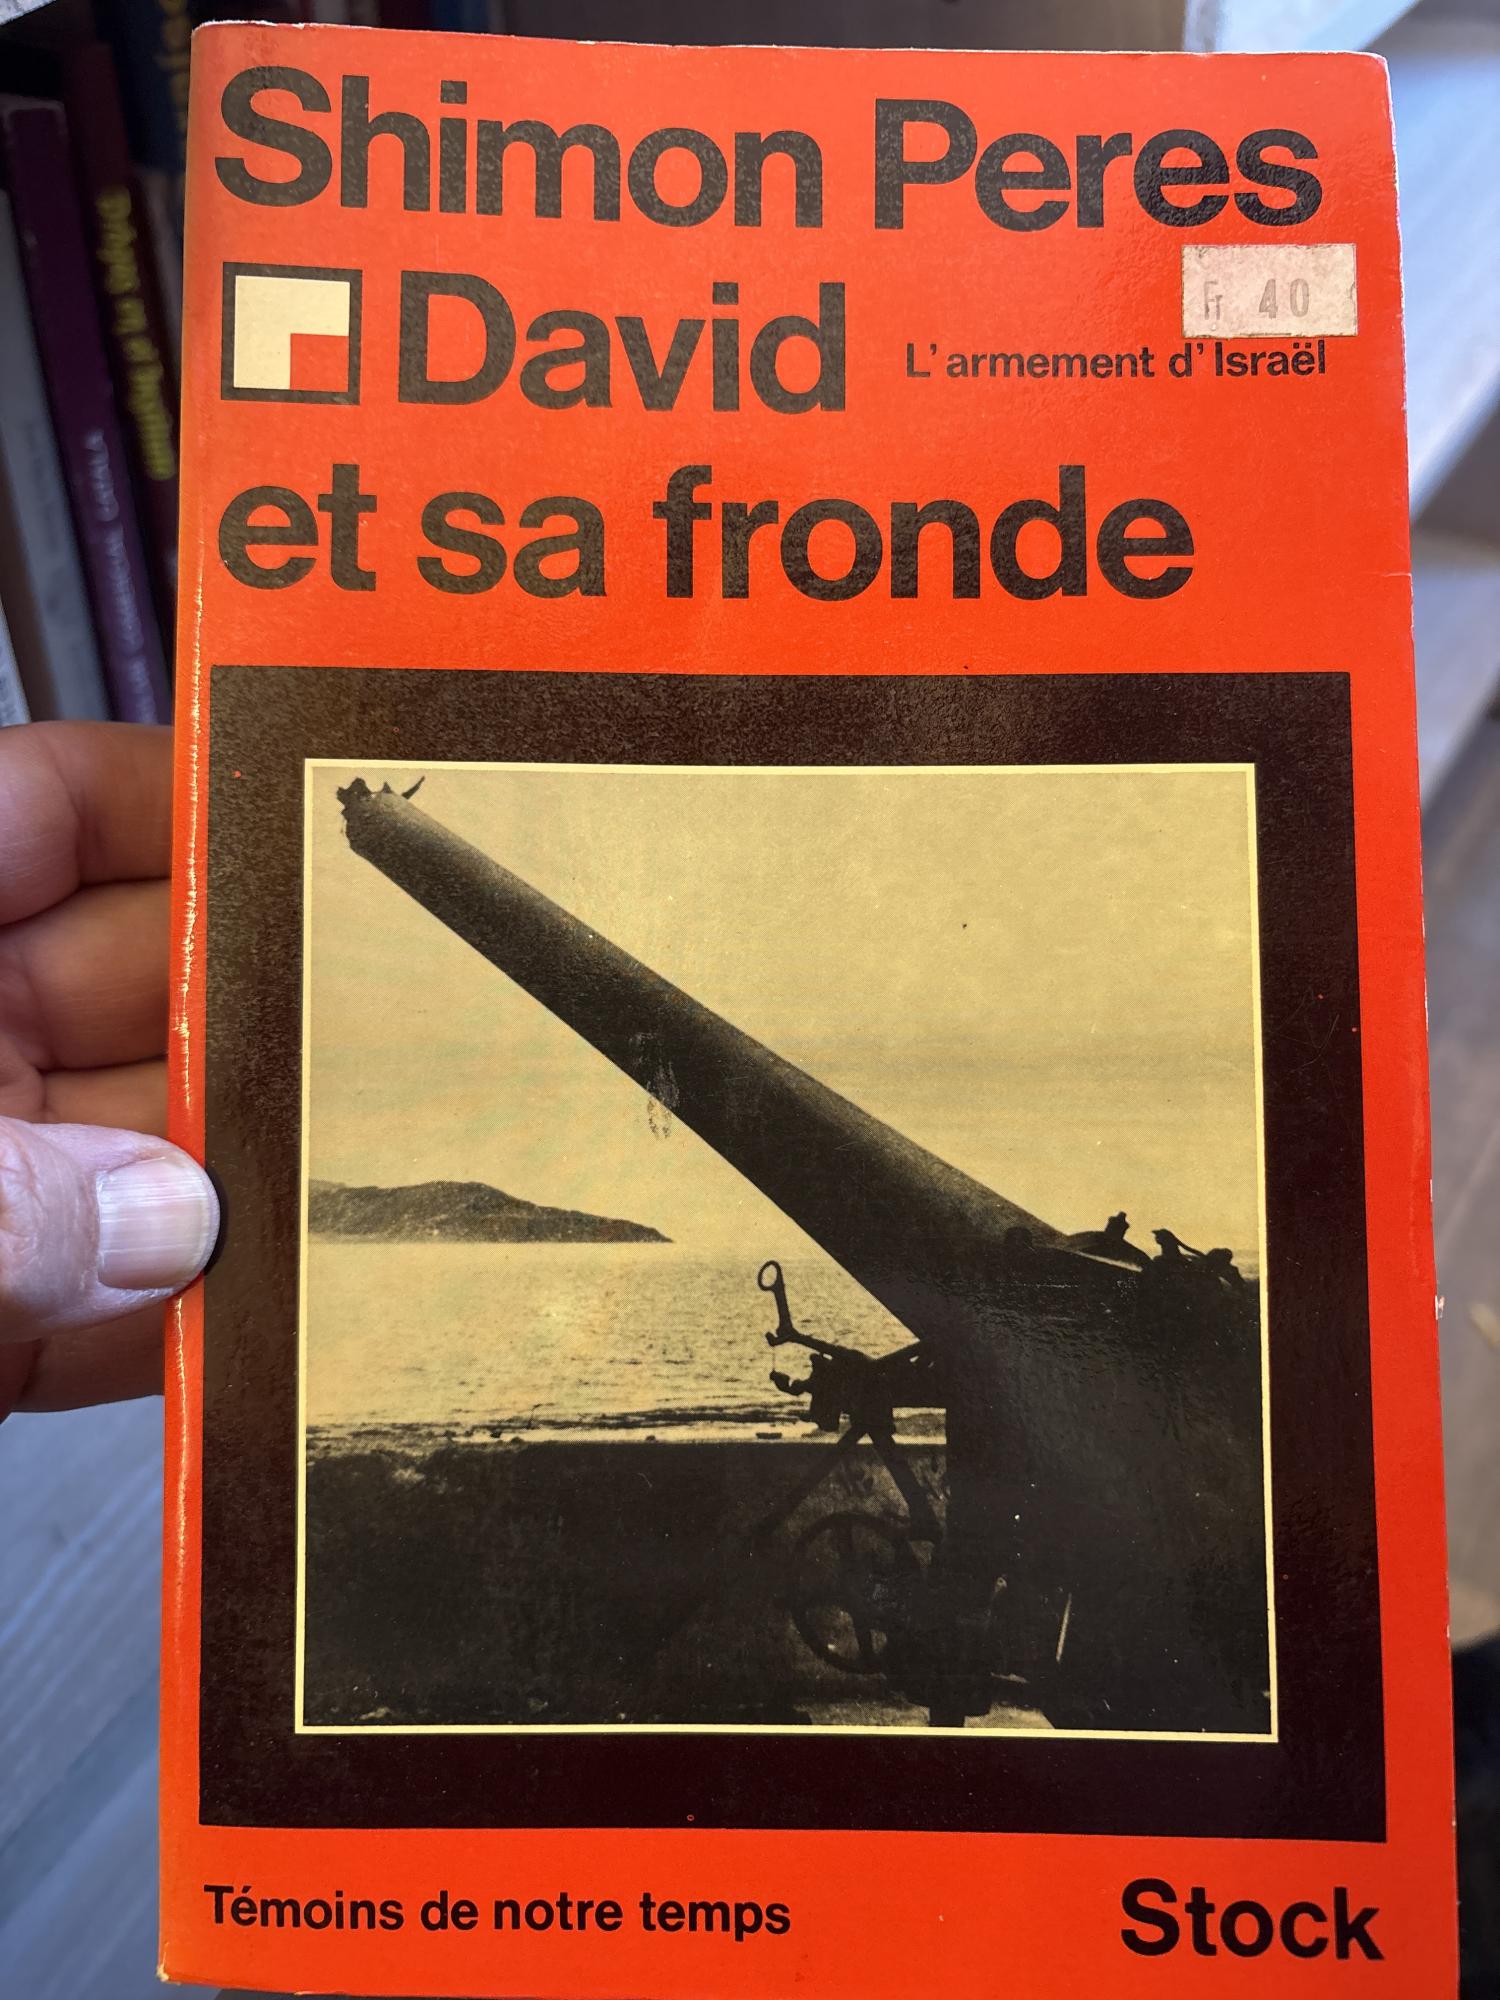 Shimon Peres
David
Fr 40
L'armement d'Israël
et sa fronde
Témoins de notre temps
Stock